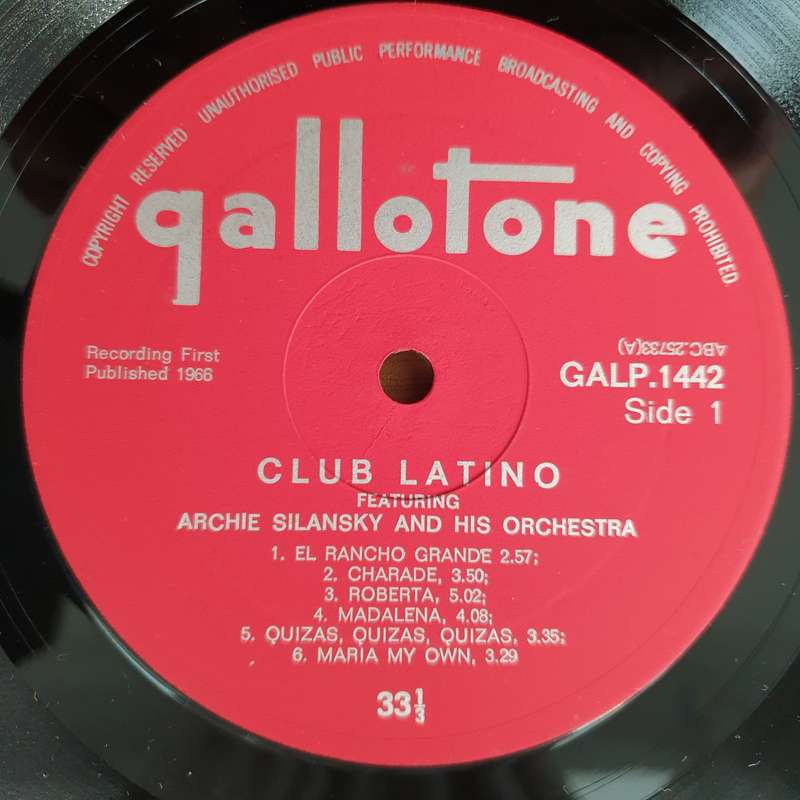 COPYRIGHT RESERVED UNAUTHORISED PUBLIC PERFORMANCE BROADCASTING AND COPYING PROHIBITED.
gallotone
Recording First
Published 1966
ABC.25733(A)
GALP.1442
Side 1
CLUB LATINO
FEATURING
ARCHIE SILANSKY AND HIS ORCHESTRA
1. EL RANCHO GRANDE 2.57;
2. CHARADE, 3.50;
3. ROBERTA, 5.02;
4. MADALENA, 4.08;
5. QUIZAS, QUIZAS, QUIZAS, 3.35;
6. MARIA MY OWN, 3.29
33⅓